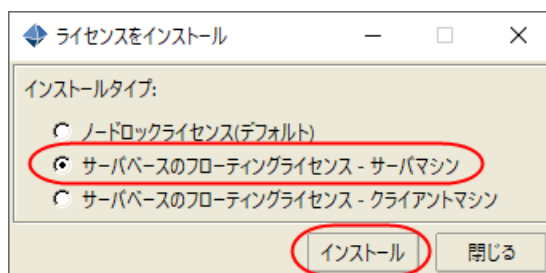 ライセンスをインストール
インストールタイプ:
ノードロックライセンス(デフォルト)
サーバベースのフローティングライセンス - サーバマシン
サーバベースのフローティングライセンス - クライアントマシン
インストール 閉じる